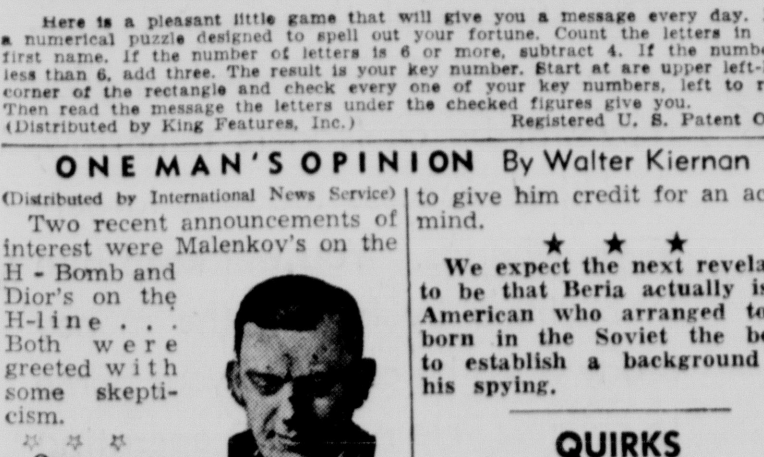 Here is a pleasant little game that will give you a message every day.
a numerical puzzle designed to spell out your fortune. Count the letters in
first name. If the number of letters is 6 or more, subtract 4. If the numbe
less than 6, add three. The result is your key number. Start at are upper left-
corner of the rectangle and check every one of your key numbers, left to r
Then read the message the letters under the checked figures give you.
(Distributed by King Features, Inc.) Registered U. S. Patent O
ONE MAN'S OPINION By Walter Kiernan
(Distributed by International News Service)
Two recent announcements of
interest were Malenkov's on the
H - Bomb and
Dior's on the
H-line . . .
Both were
greeted with
some skepti-
cism.
to give him credit for an ac
mind.
★ ★ ★
We expect the next revela
to be that Beria actually is
American who arranged to
born in the Soviet the be
to establish a background
his spying.
QUIRKS